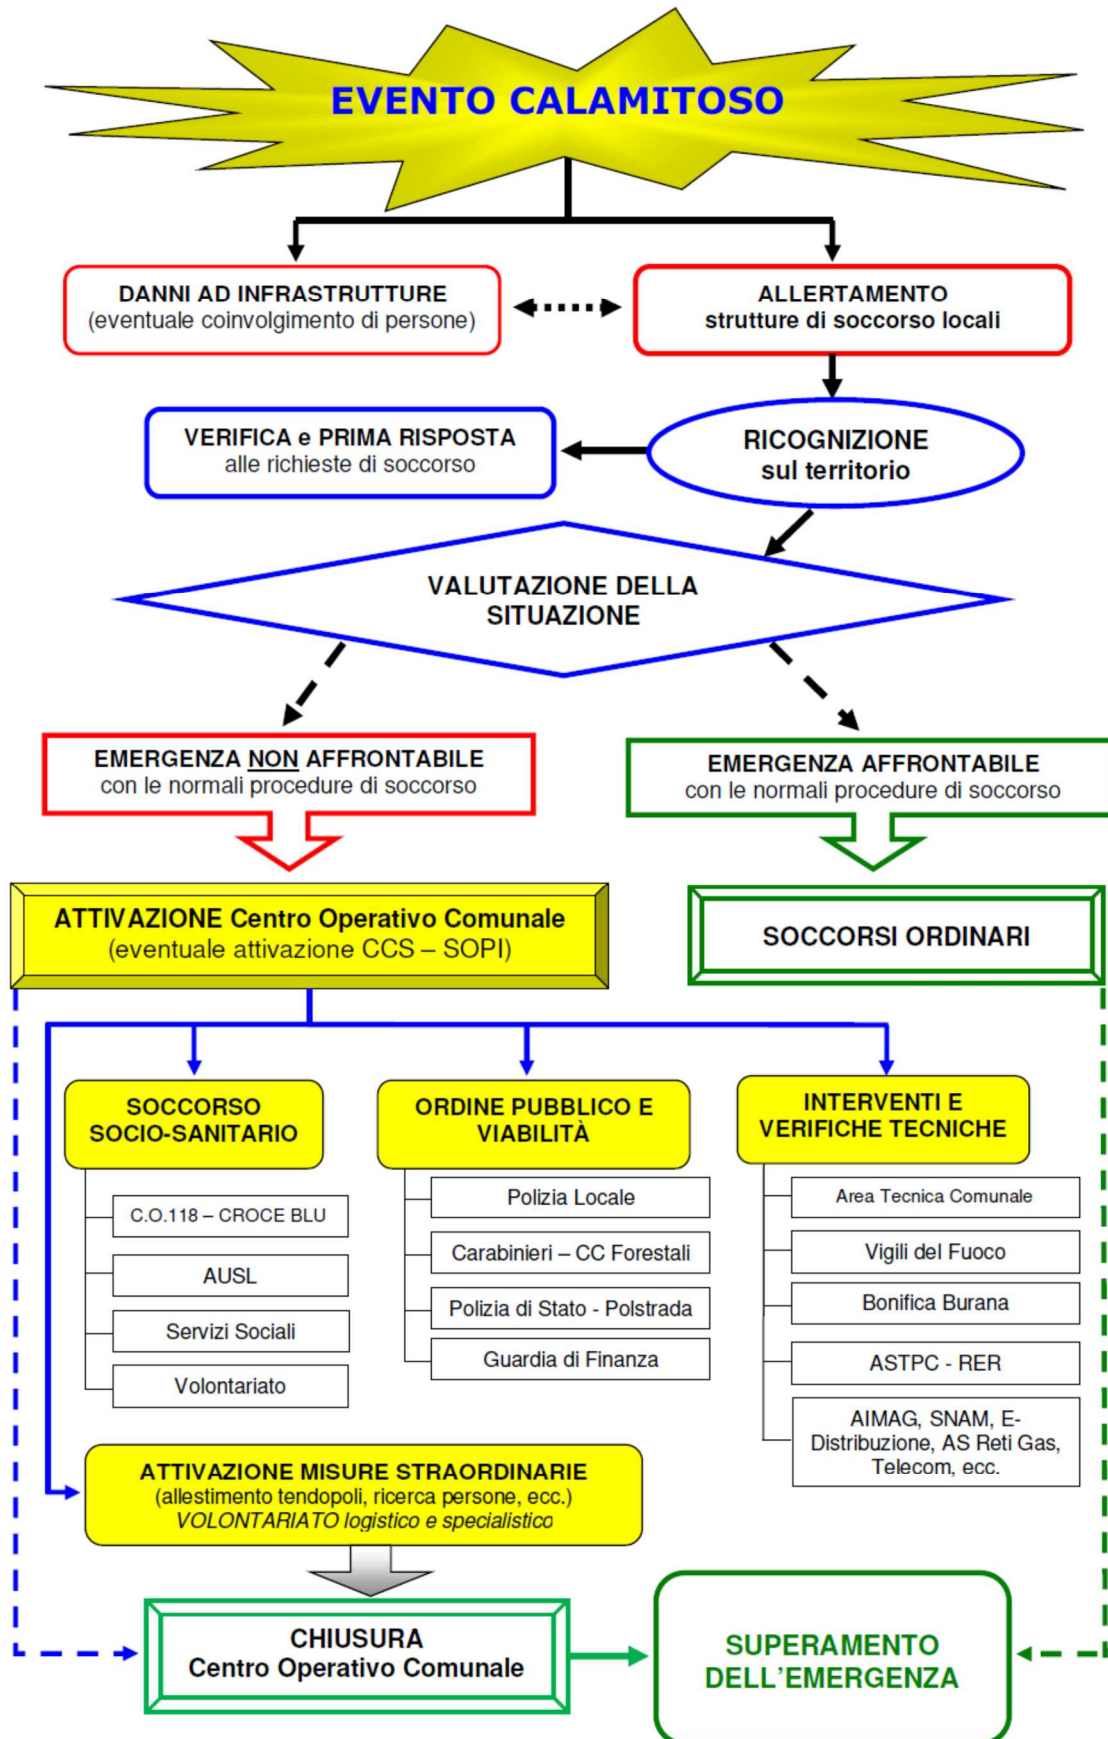 EVENTO CALAMITOSO
DANNI AD INFRASTRUTTURE
(eventuale coinvolgimento di persone)
ALLERTAMENTO
strutture di soccorso locali
VERIFICA e PRIMA RISPOSTA
alle richieste di soccorso
RICOGNIZIONE
sul territorio
VALUTAZIONE DELLA
SITUAZIONE
EMERGENZA NON AFFRONTABILE
con le normali procedure di soccorso
EMERGENZA AFFRONTABILE
con le normali procedure di soccorso
ATTIVAZIONE Centro Operativo Comunale
(eventuale attivazione CCS – SOPI)
SOCCORSI ORDINARI
SOCCORSO
SOCIO-SANITARIO
C.O.118 – CROCE BLU
AUSL
Servizi Sociali
Volontariato
ORDINE PUBBLICO E
VIABILITÀ
Polizia Locale
Carabinieri – CC Forestali
Polizia di Stato - Polstrada
Guardia di Finanza
INTERVENTI E
VERIFICHE TECNICHE
Area Tecnica Comunale
Vigili del Fuoco
Bonifica Burana
ASTPC - RER
AIMAG, SNAM, E-
Distribuzione, AS Reti Gas,
Telecom, ecc.
ATTIVAZIONE MISURE STRAORDINARIE
(allestimento tendopoli, ricerca persone, ecc.)
VOLONTARIATO logistico e specialistico
CHIUSURA
Centro Operativo Comunale
SUPERAMENTO
DELL'EMERGENZA